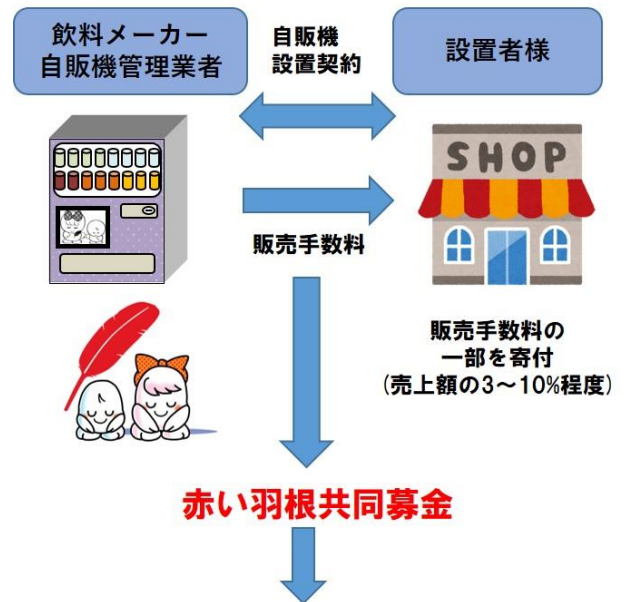 飲料メーカー
自販機管理業者
自販機
設置契約
設置者様
SHOP
販売手数料
販売手数料の
一部を寄付
(売上額の3～10%程度)
赤い羽根共同募金